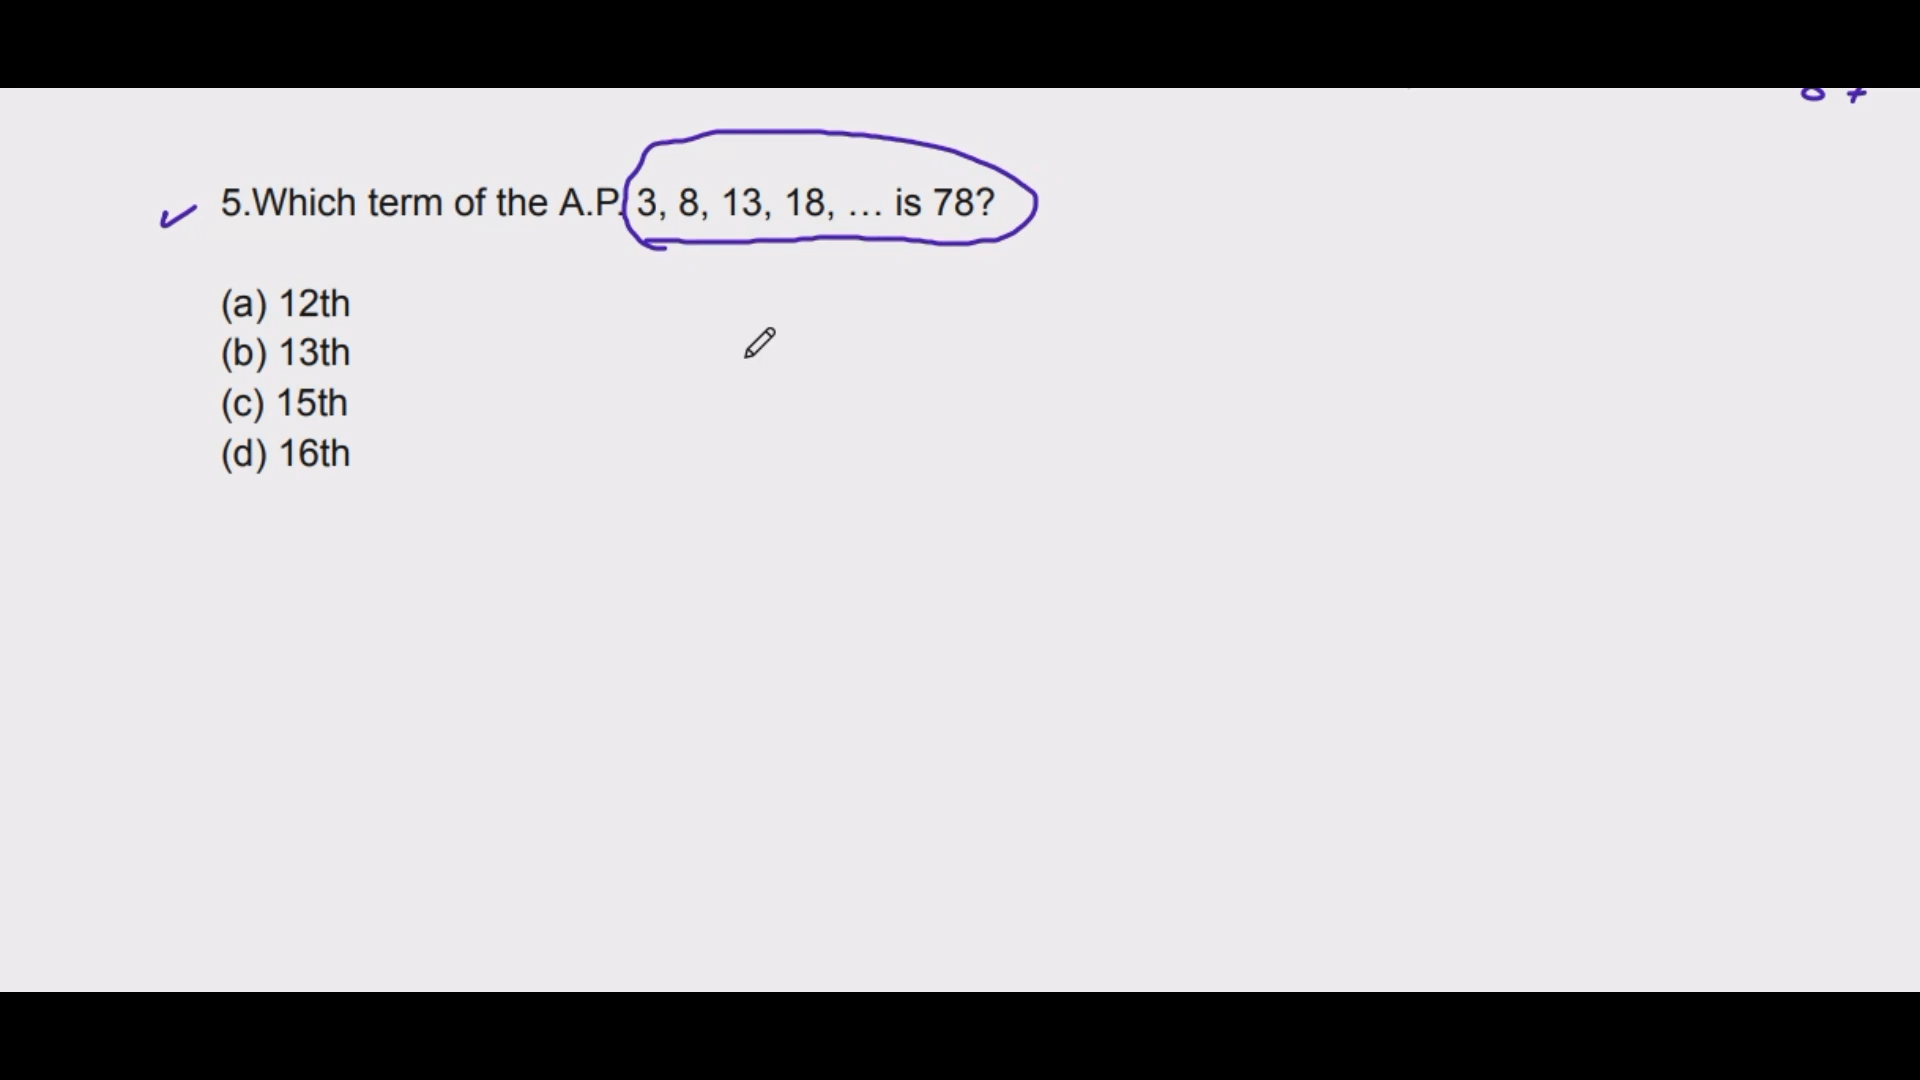 5.Which term of the A.P. 3, 8, 13, 18, … is 78?
(a) 12th
(b) 13th
(c) 15th
(d) 16th